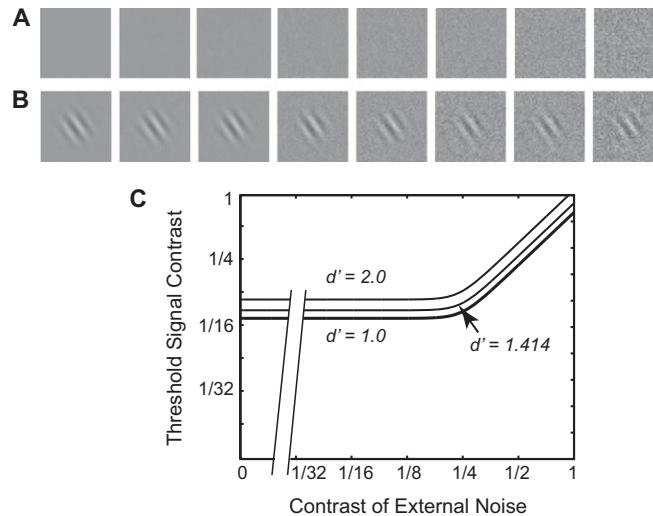 A
B
C
Threshold Signal Contrast
1
1/4
1/16
1/32
d' = 2.0
d' = 1.0
d' = 1.414
0
1/32
1/16
1/8
1/4
1/2
1
Contrast of External Noise